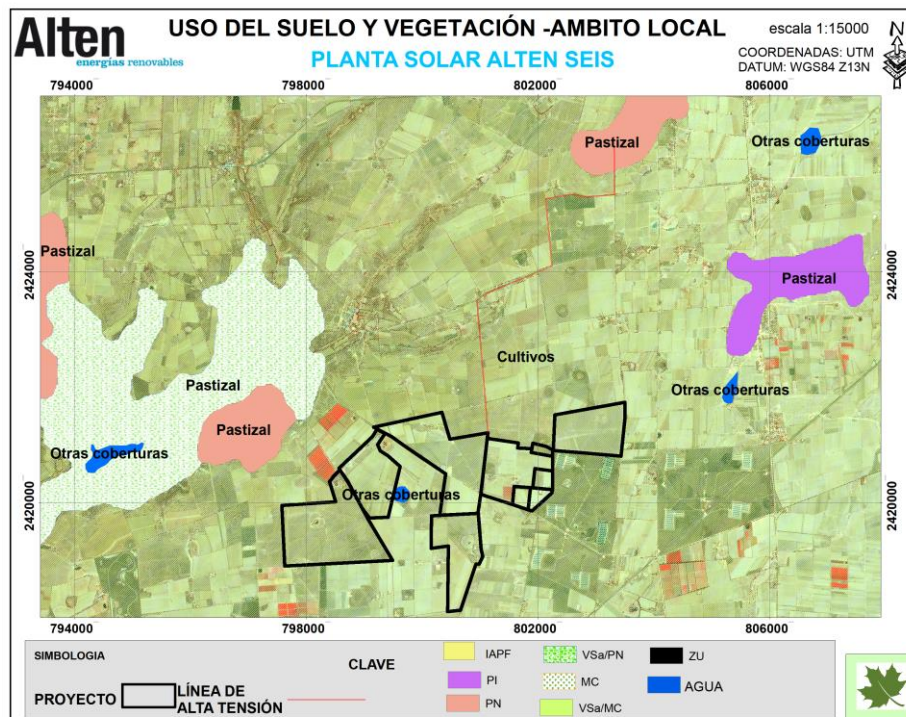 Alten
energías renovables
USO DEL SUELO Y VEGETACIÓN -AMBITO LOCAL
PLANTA SOLAR ALTEN SEIS
escala 1:15000
N
COORDENADAS: UTM
DATUM: WGS84 Z13N
794000 798000 802000 806000
Pastizal
Otras coberturas
Pastizal
2424000
2424000
Pastizal
Cultivos
Pastizal
Otras coberturas
Pastizal
Otras coberturas
Otras coberturas
2420000
2420000
794000 798000 802000 806000
SIMBOLOGIA
PROYECTO
LÍNEA DE
ALTA TENSIÓN
CLAVE
IAPF
PI
PN
VSa/PN
MC
VSa/MC
ZU
AGUA